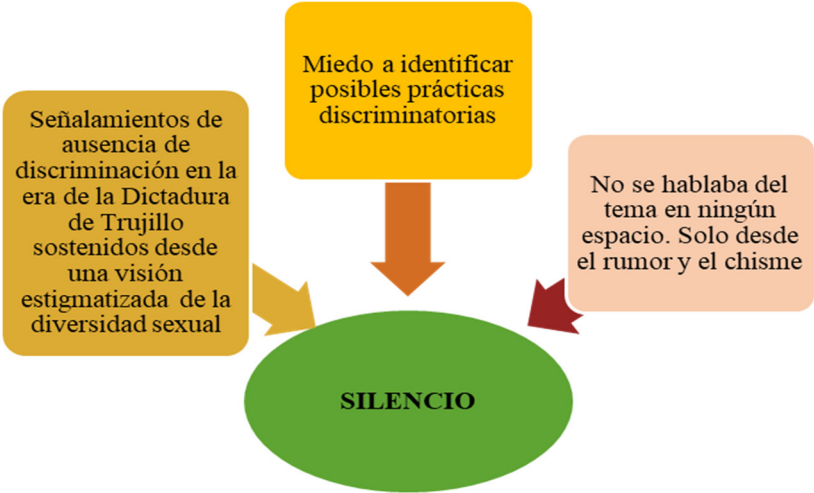 Señalamientos de
ausencia de
discriminación en la
era de la Dictadura
de Trujillo
sostenidos desde
una visión
estigmatizada de la
diversidad sexual
Miedo a identificar
posibles prácticas
discriminatorias
No se hablaba del
tema en ningún
espacio. Solo desde
el rumor y el chisme
SILENCIO